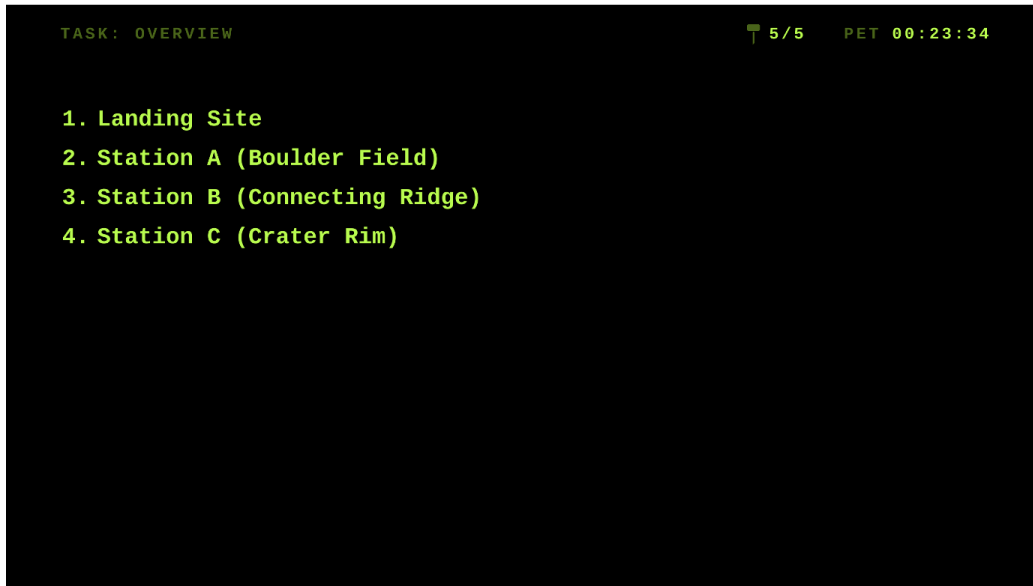 TASK: OVERVIEW 5/5 PET 00:23:34
1. Landing Site
2. Station A (Boulder Field)
3. Station B (Connecting Ridge)
4. Station C (Crater Rim)